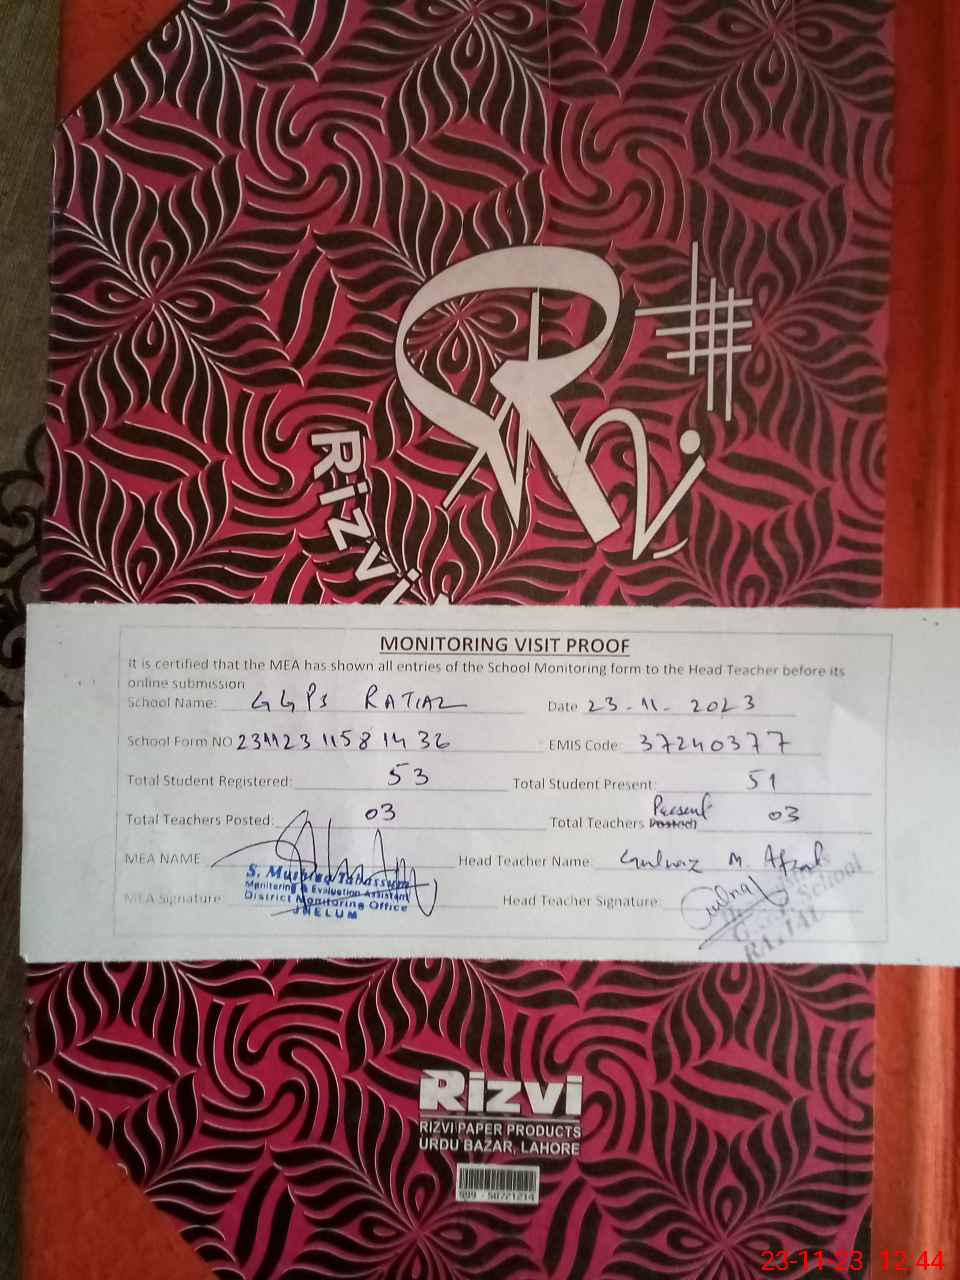 Rizvi
MONITORING VISIT PROOF
It is certified that the MEA has shown all entries of the School Monitoring form to the Head Teacher before its
online submission
School Name: GGPS RATIAL Date 23-11-2023
School Form NO 231123 1158 1436 EMIS Code: 37240377
Total Student Registered: 53 Total Student Present: 51
Total Teachers Posted: 03 Total Teachers Present 03
MEA NAME Head Teacher Name: Gulnaz M. Afzal
MEA Signature Head Teacher Signature:
S. Tabassum
Monitoring & Evaluation Assistant
District Monitoring Office
JHELUM
School
RATIAL
Rizvi
RIZVI PAPER PRODUCTS
URDU BAZAR, LAHORE
23-11-23 12:44